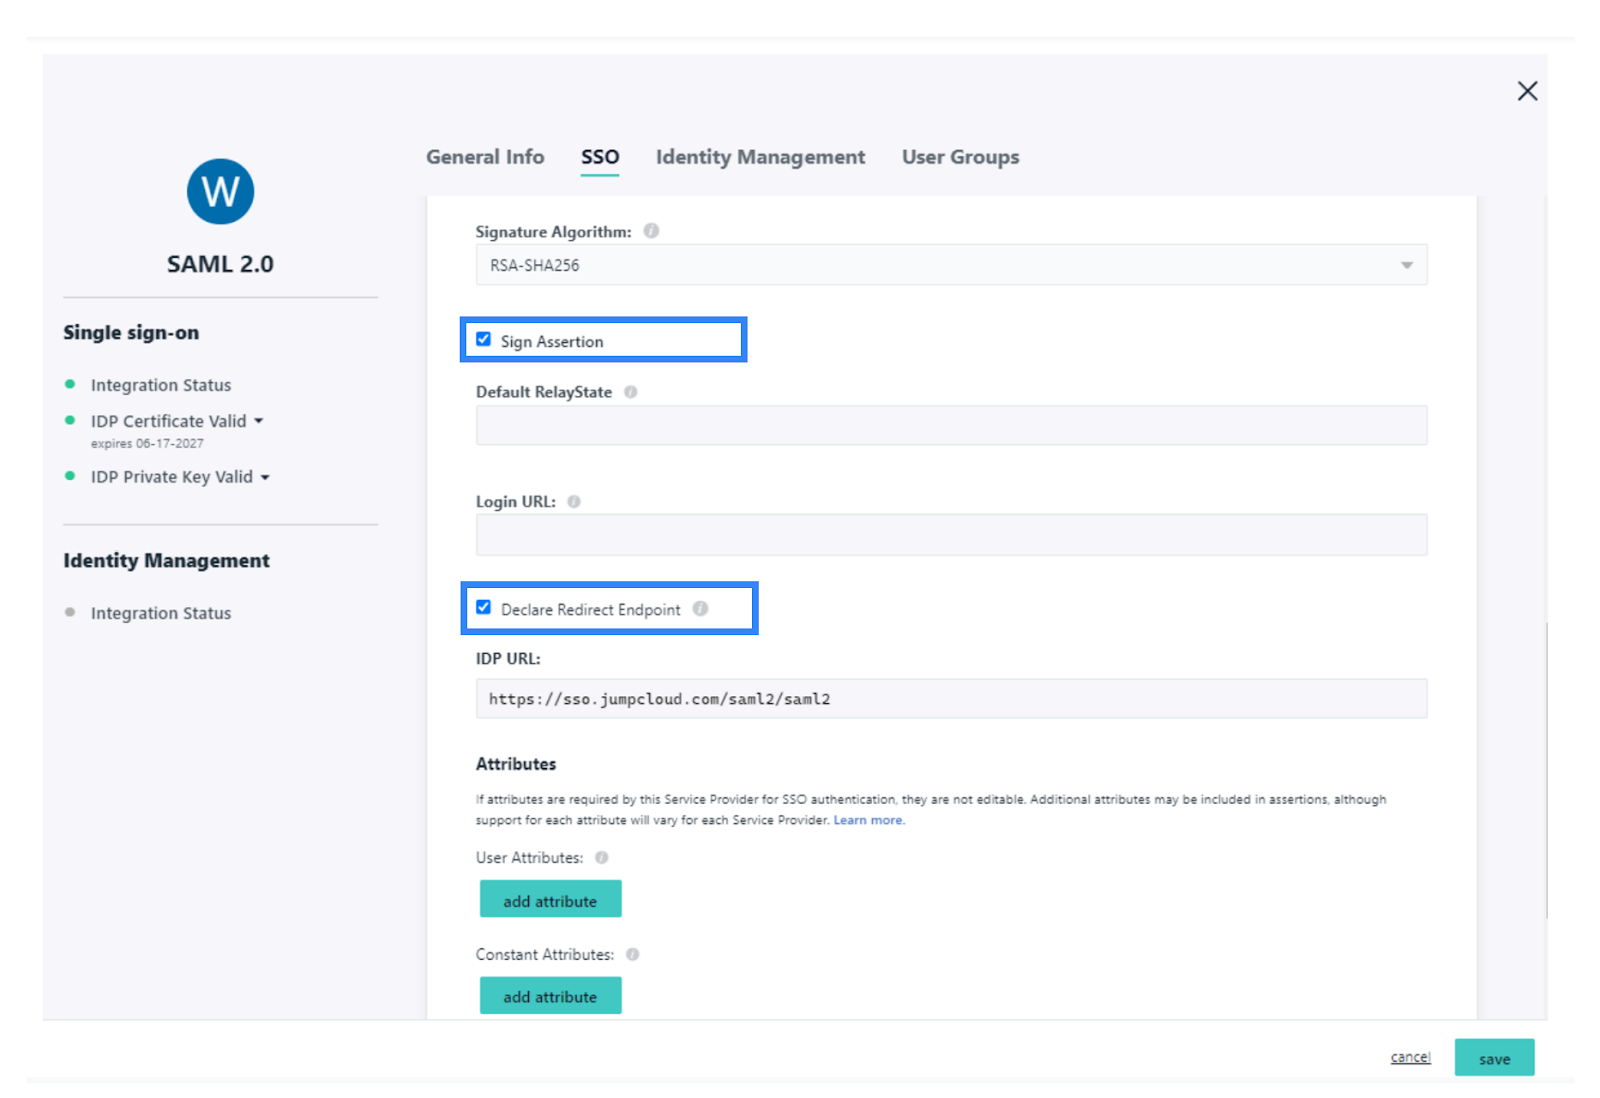 W
SAML 2.0
Single sign-on
Integration Status
IDP Certificate Valid
expires 06-17-2027
IDP Private Key Valid
Identity Management
Integration Status
General Info SSO Identity Management User Groups
Signature Algorithm:
RSA-SHA256
Sign Assertion
Default RelayState
Login URL:
Declare Redirect Endpoint
IDP URL:
https://sso.jumpcloud.com/saml2/saml2
Attributes
If attributes are required by this Service Provider for SSO authentication, they are not editable. Additional attributes may be included in assertions, although
support for each attribute will vary for each Service Provider. Learn more.
User Attributes:
add attribute
Constant Attributes:
add attribute
cancel save